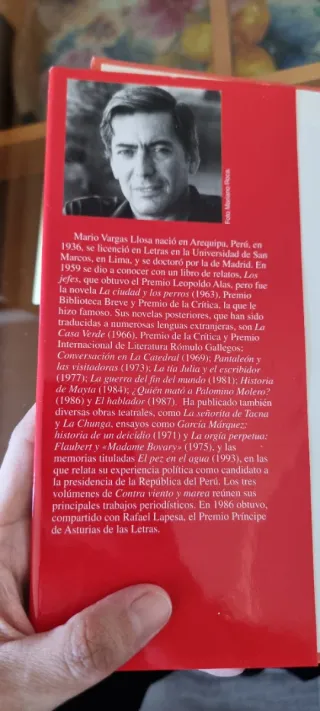 Foto Mariano Roca
Mario Vargas Llosa nació en Arequipa, Perú, en
1936, se licenció en Letras en la Universidad de San
Marcos, en Lima, y se doctoró por la de Madrid. En
1959 se dio a conocer con un libro de relatos, Los
jefes, que obtuvo el Premio Leopoldo Alas, pero fue
la novela La ciudad y los perros (1963), Premio
Biblioteca Breve y Premio de la Crítica, la que le
hizo famoso. Sus novelas posteriores, que han sido
traducidas a numerosas lenguas extranjeras, son La
Casa Verde (1966), Premio de la Crítica y Premio
Internacional de Literatura Rómulo Gallegos;
Conversación en La Catedral (1969); Pantaleón y
las visitadoras (1973); La tía Julia y el escribidor
(1977); La guerra del fin del mundo (1981); Historia
de Mayta (1984); ¿Quién mató a Palomino Molero?
(1986) y El hablador (1987). Ha publicado también
diversas obras teatrales, como La señorita de Tacna
y La Chunga, ensayos como García Márquez:
historia de un deicidio (1971) y La orgía perpetua:
Flaubert y «Madame Bovary» (1975), y las
memorias tituladas El pez en el agua (1993), en las
que relata su experiencia política como candidato a
la presidencia de la República del Perú. Los tres
volúmenes de Contra viento y marea reúnen sus
principales trabajos periodísticos. En 1986 obtuvo,
compartido con Rafael Lapesa, el Premio Príncipe
de Asturias de las Letras.